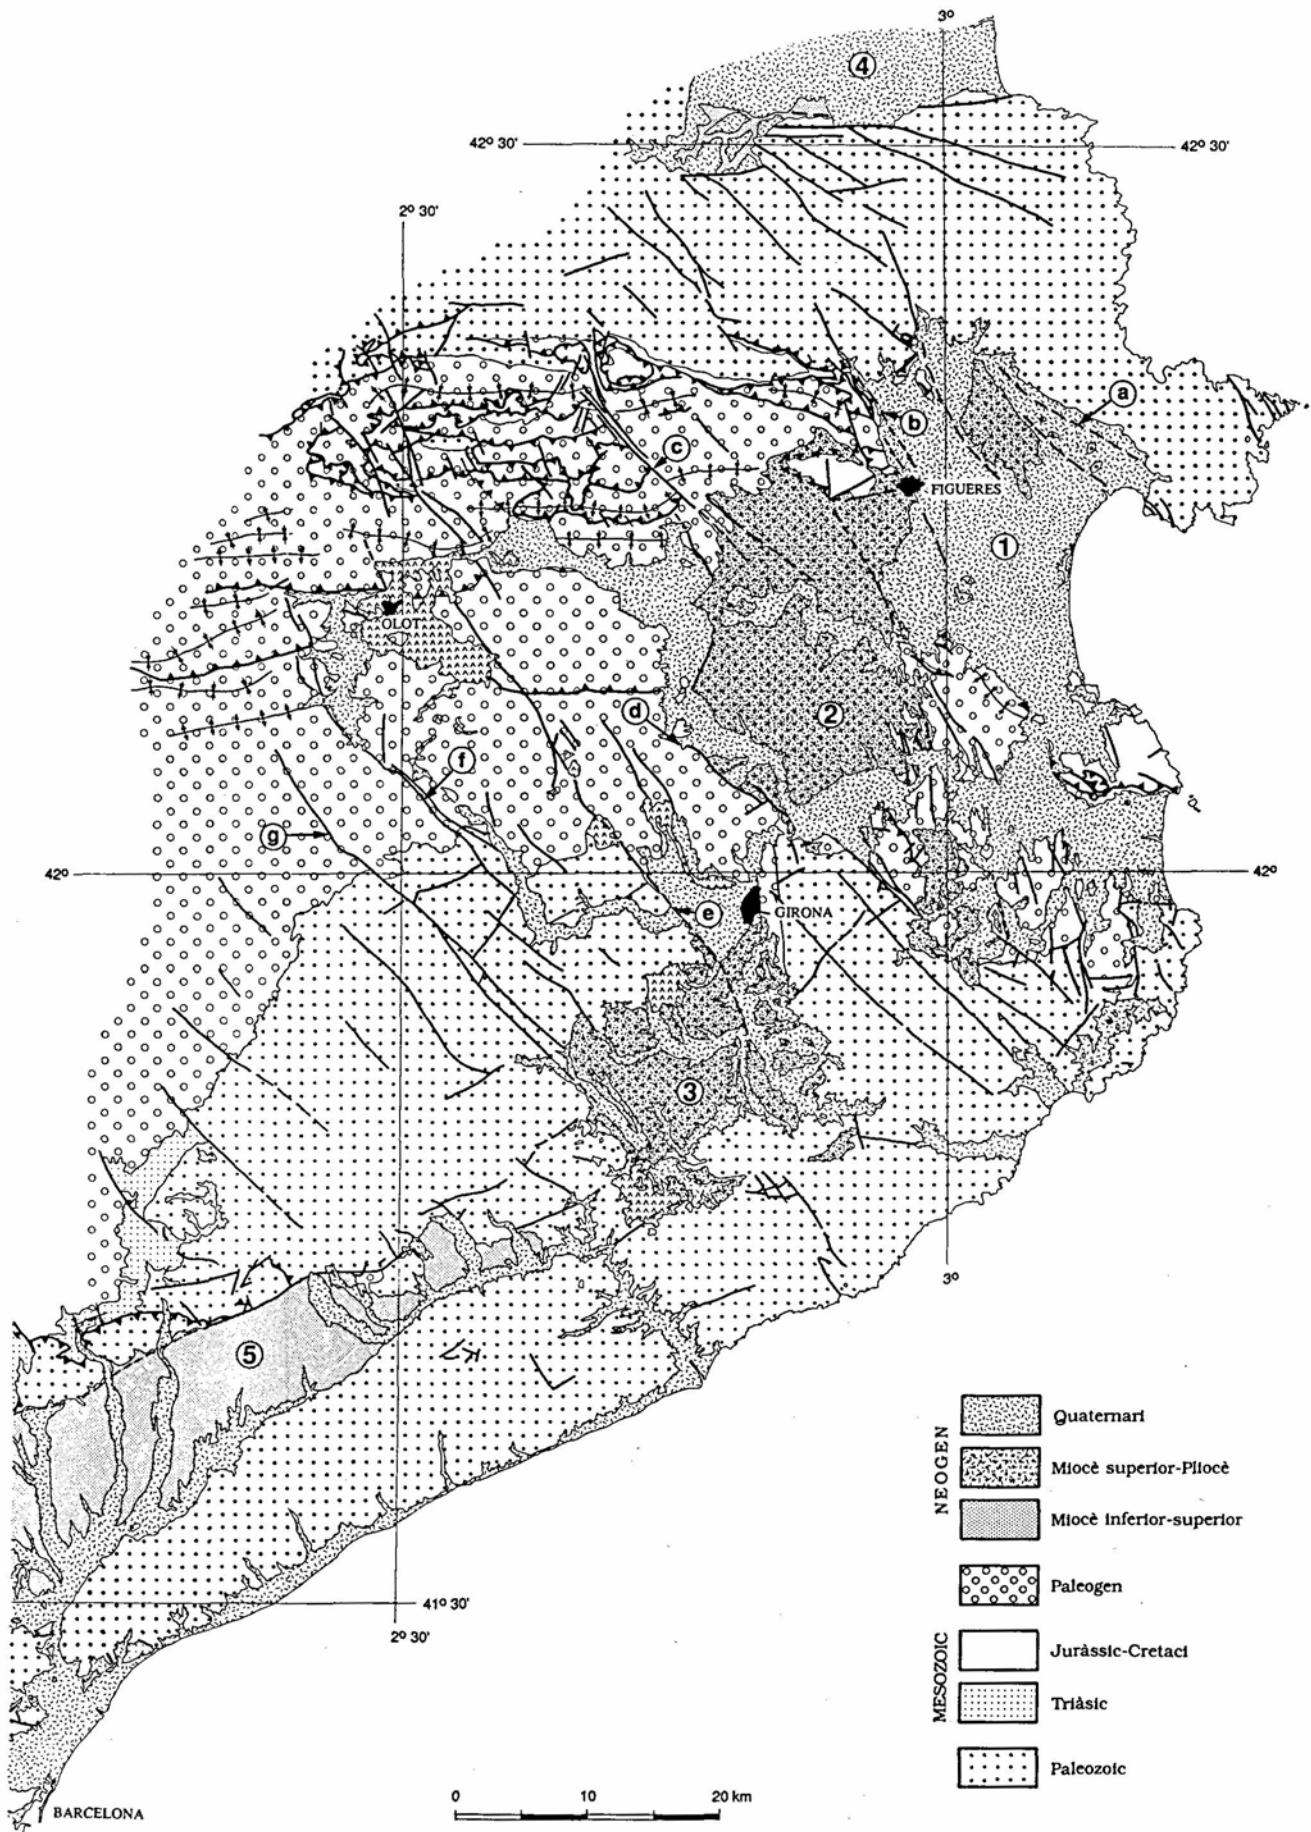 3º
4
42º 30'
42º 30'
2º 30'
a
b
c
FIGUERES
1
OLOT
2
d
f
g
42º
42º
e
GIRONA
3
3º
5
NEOGEN
Quaternari
Miocè superior-Pliocè
Miocè inferior-superior
Paleogen
41º 30'
2º 30'
MESOZOIC
Juràssic-Cretaci
Triàsic
Paleozoic
0 10 20 km
BARCELONA